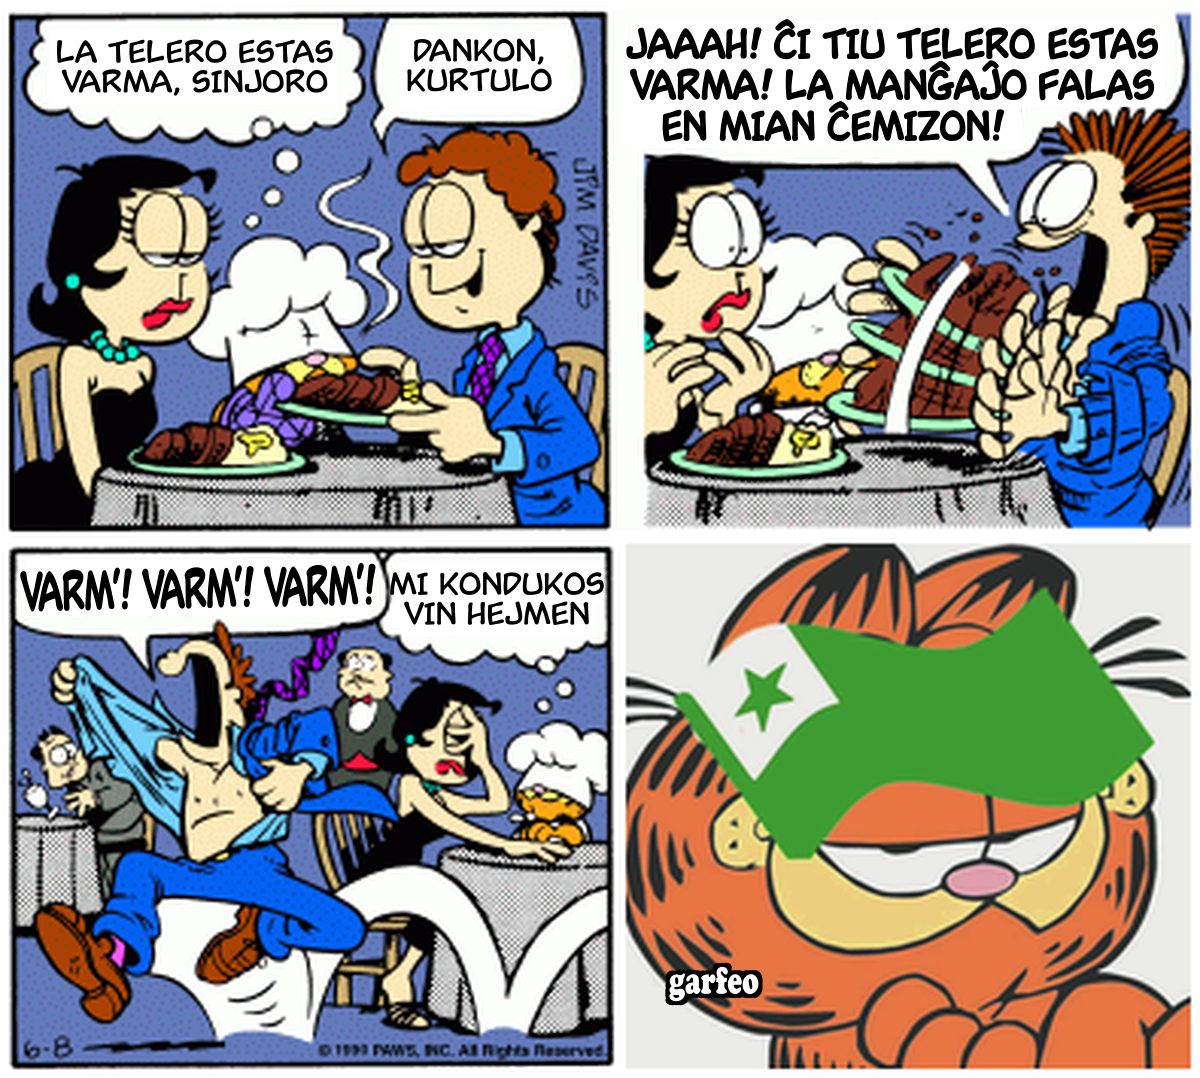 LA TELERO ESTAS
VARMA, SINJORO
DANKON,
KURTULO
JIM DAVIS
JAAAH! ĈI TIU TELERO ESTAS
VARMA! LA MANĜAĴO FALAS
EN MIAN ĈEMIZON!
VARM'! VARM'! VARM'!
MI KONDUKOS
VIN HEJMEN
6-8
© 1990 PAWS, INC. All Rights Reserved.
garfeo